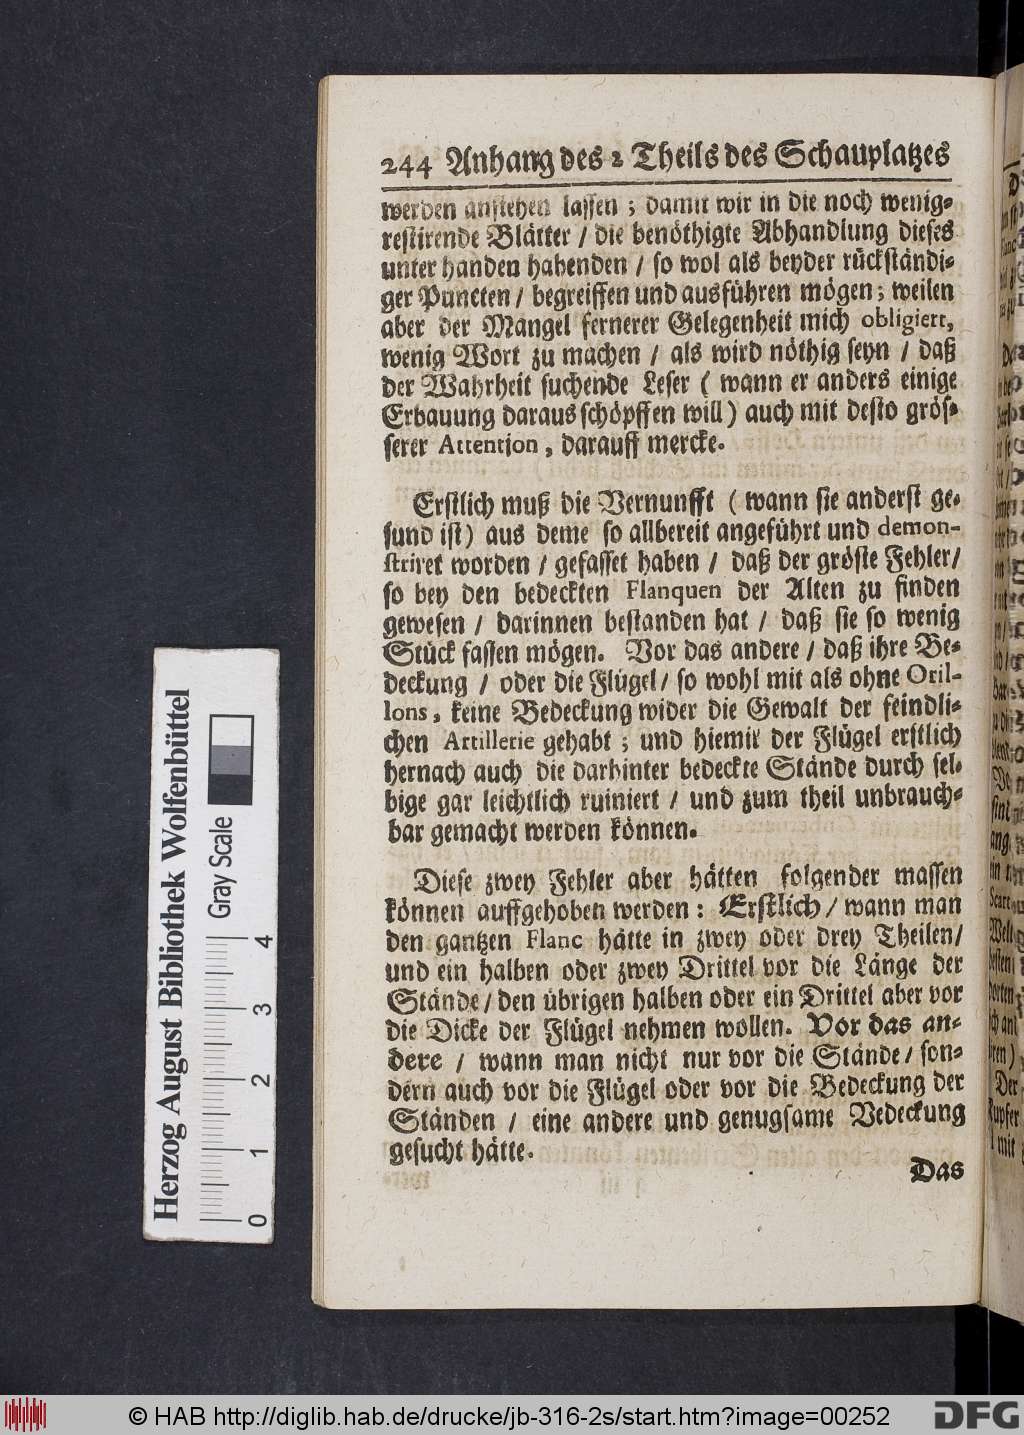 244 Anhang des 2 Theils des Schauplatzes
werden anstehen lassen ; damit wir in die noch wenig-
restirende Blätter / die benöthigte Abhandlung dieses
unter handen habenden / so wol als beyder rückständi-
ger Puncten / begreiffen und ausführen mögen ; weilen
aber der Mangel fernerer Gelegenheit mich obligiert,
wenig Wort zu machen / als wird nöthig seyn / daß
der Wahrheit suchende Leser ( wann er anders einige
Erbauung daraus schöpffen will ) auch mit desto grös-
serer Attention, darauff mercke.
Erstlich muß die Vernunfft ( wann sie anderst ge-
sund ist ) aus deme so allbereit angeführt und demon-
striret worden / gefasset haben / daß der gröste Fehler /
so bey den bedeckten Flanquen der Alten zu finden
gewesen / darinnen bestanden hat / daß sie so wenig
Stück fassen mögen. Vor das andere / daß ihre Be-
deckung / oder die Flügel / so wohl mit als ohne Oril-
lons, keine Bedeckung wider die Gewalt der feindli-
chen Artillerie gehabt ; und hiemit der Flügel erstlich
hernach auch die darhinter bedeckte Stände durch sel-
bige gar leichtlich ruiniert / und zum theil unbrauch-
bar gemacht werden können.
Diese zwey Fehler aber hätten folgender massen
können auffgehoben werden : Erstlich / wann man
den gantzen Flanc hätte in zwey oder drey Theilen /
und ein halben oder zwey Drittel vor die Länge der
Stände / den übrigen halben oder ein Drittel aber vor
die Dicke der Flügel nehmen wollen. Vor das an-
dere / wann man nicht nur vor die Stände / son-
dern auch vor die Flügel oder vor die Bedeckung der
Ständen / eine andere und genugsame Bedeckung
gesucht hätte.
Das
Herzog August Bibliothek Wolfenbüttel
Gray Scale
0 1 2 3 4
© HAB http://diglib.hab.de/drucke/jb-316-2s/start.htm?image=00252
DFG